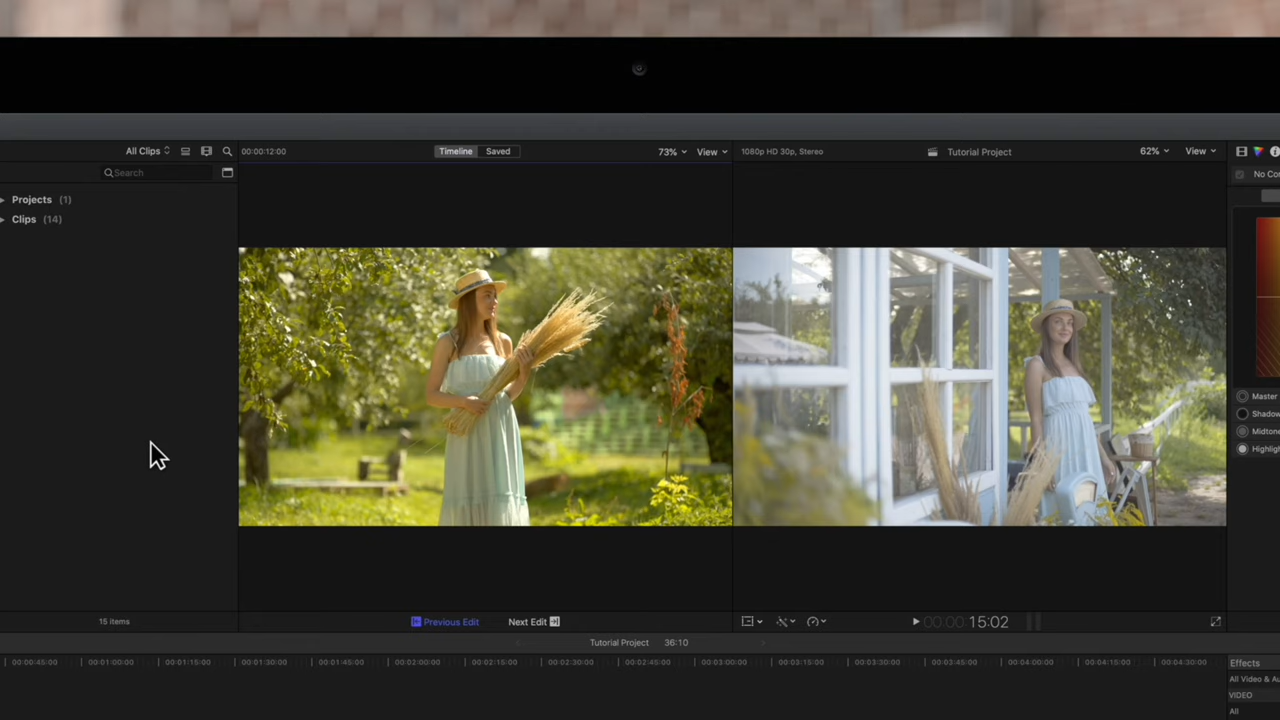 All Clips
00:00:12:00
Timeline
Saved
73%
View
1080p HD 30p, Stereo
Tutorial Project
62%
View
Search
No Cor
Projects (1)
Clips (14)
Master
Shadow
Midtone
Highligh
15 items
Previous Edit
Next Edit
00:00 15:02
Tutorial Project 36:10
00:00:45:00 00:01:00:00 00:01:15:00 00:01:30:00 00:01:45:00 00:02:00:00 00:02:15:00 00:02:30:00 00:02:45:00 00:03:00:00 00:03:15:00 00:03:30:00 00:03:45:00 00:04:00:00 00:04:15:00 00:04:30:00
Effects
All Video & Au
VIDEO
All